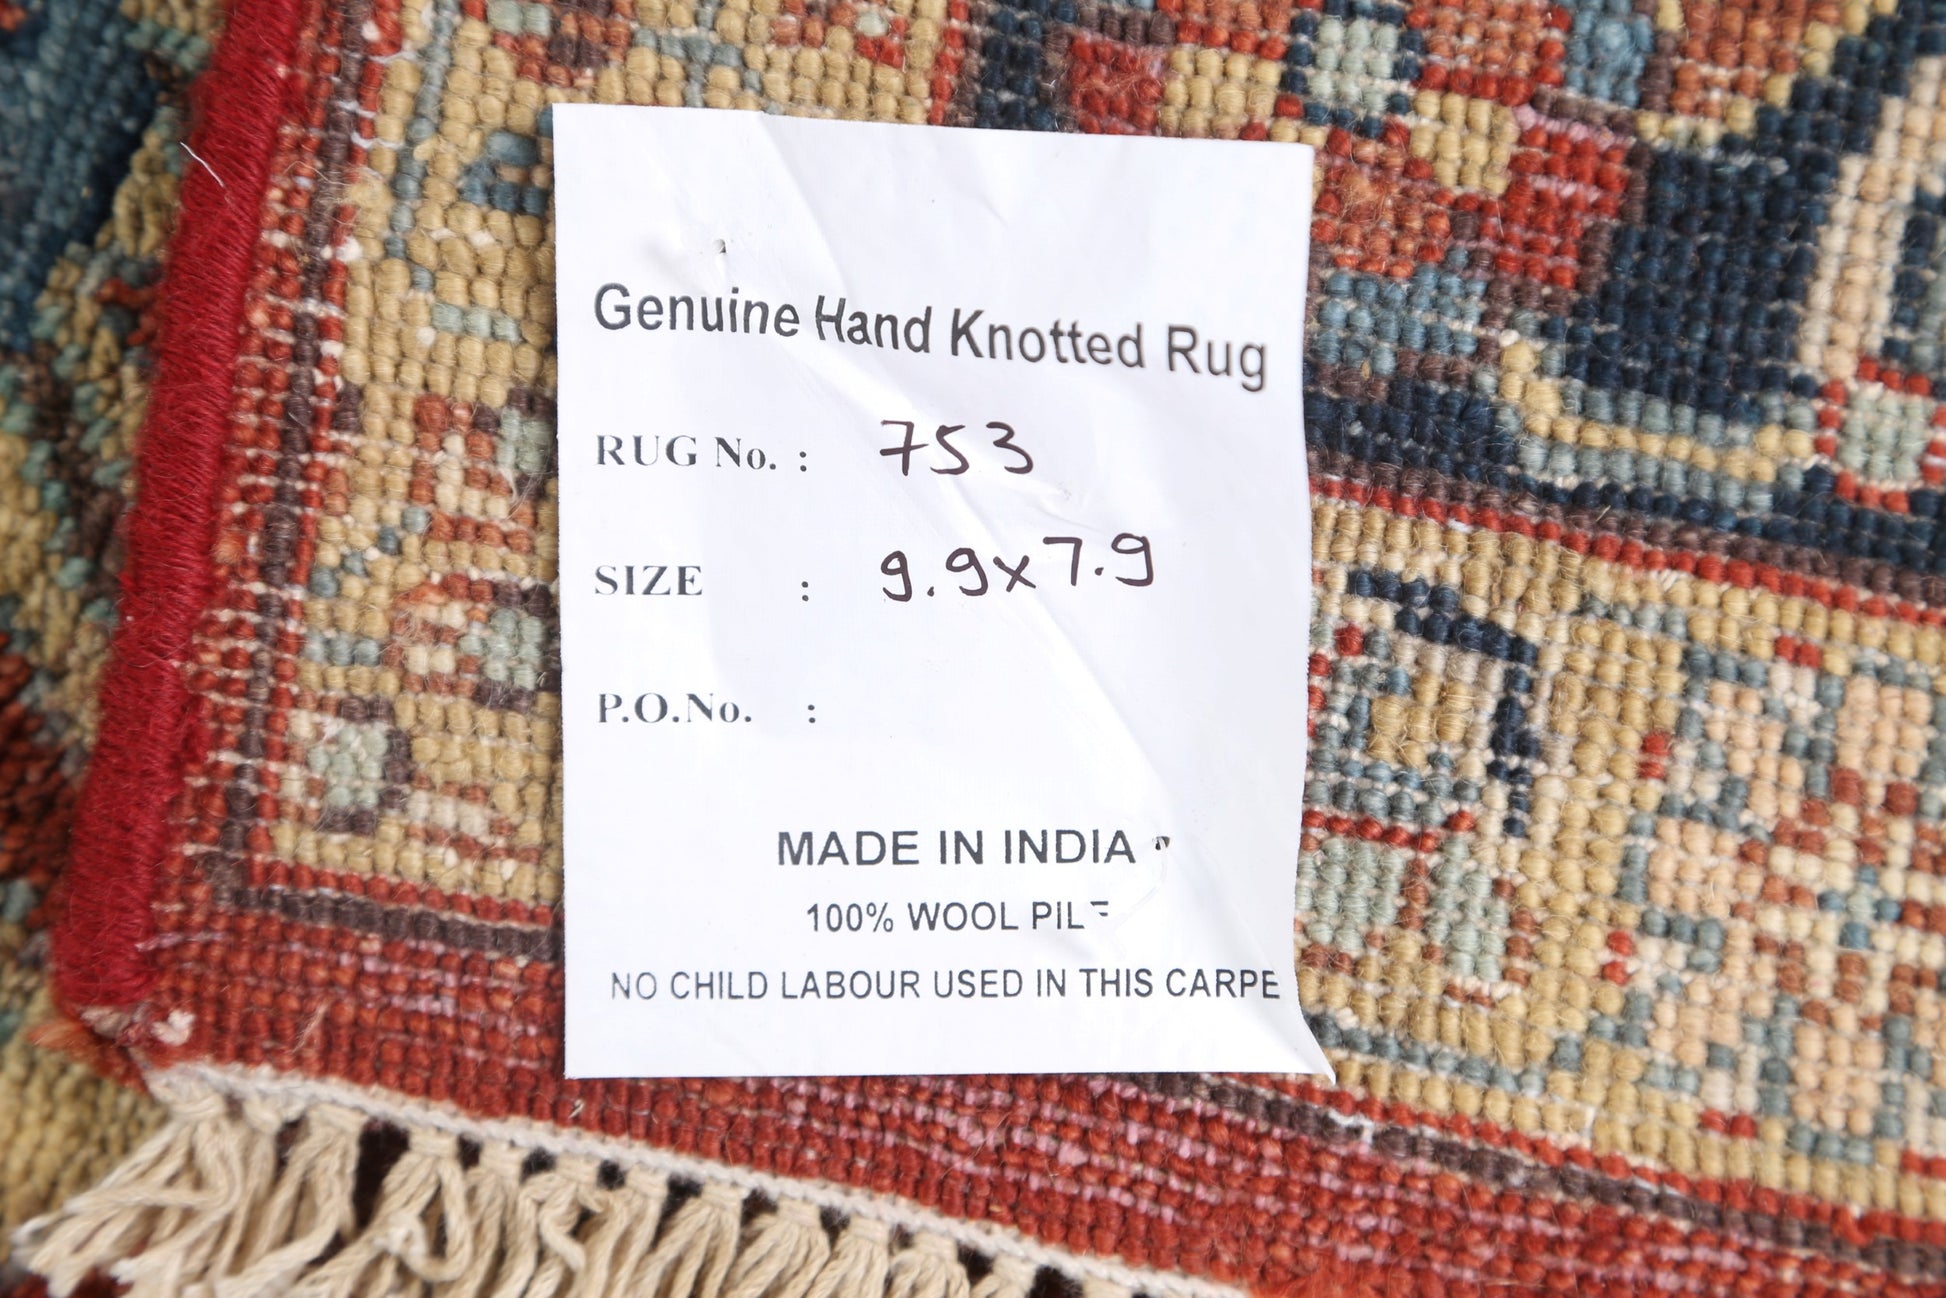 Genuine Hand Knotted Rug
RUG No. : 753
SIZE : 9.9x7.9
P.O.No. :
MADE IN INDIA
100% WOOL PILE
NO CHILD LABOUR USED IN THIS CARPE